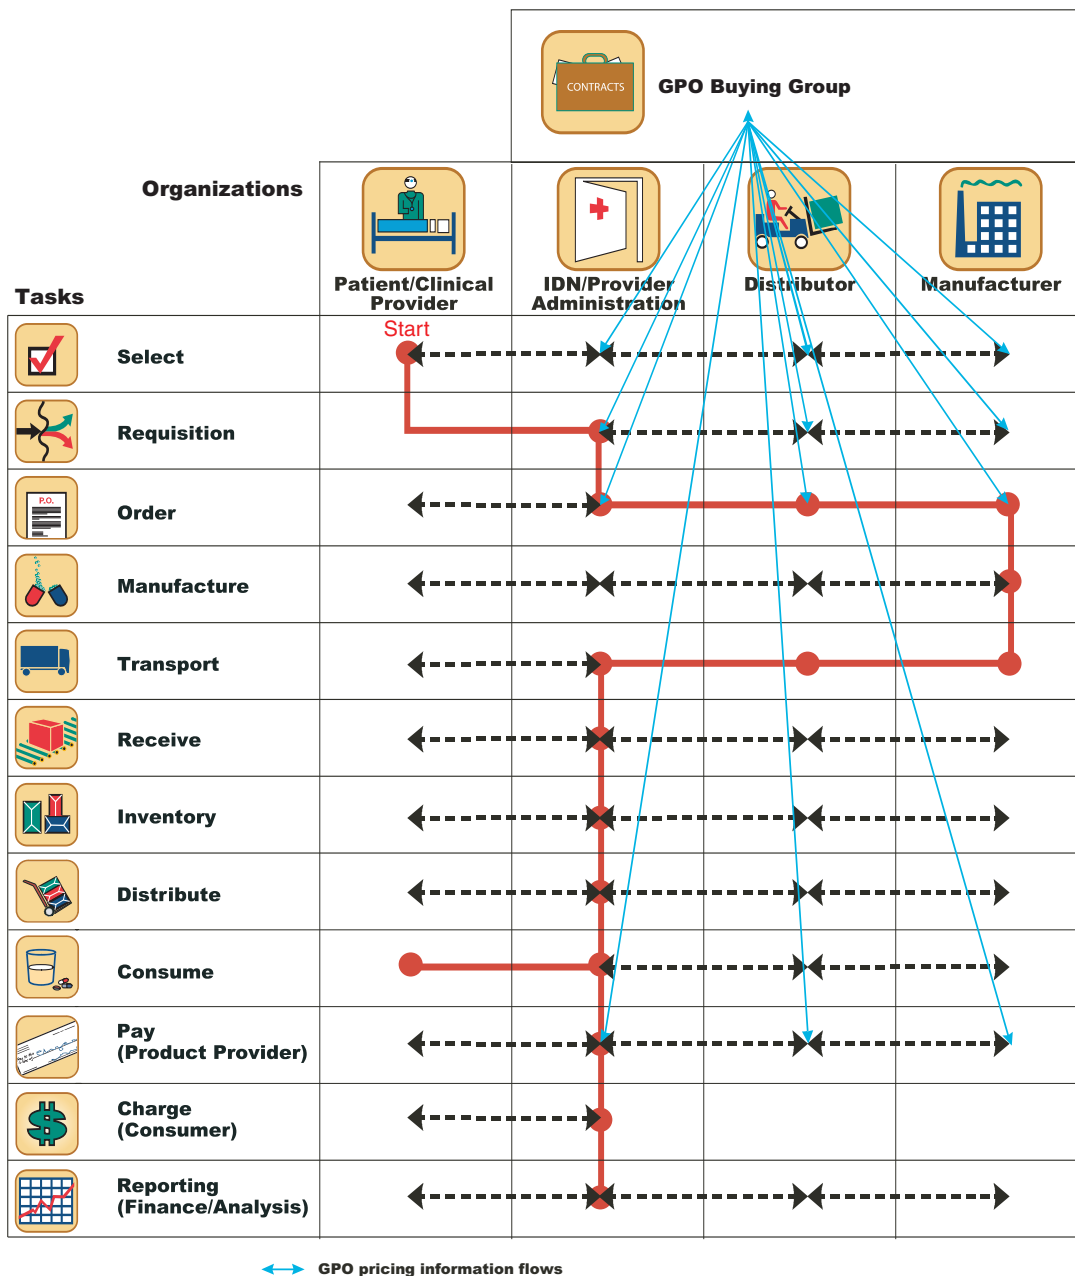 CONTRACTS
GPO Buying Group
Organizations
Patient/Clinical
Provider
IDN/Provider
Administration
Distributor
Manufacturer
Tasks
Start
Select
Requisition
P.O.
Order
Manufacture
Transport
Receive
Inventory
Distribute
Consume
Pay
(Product Provider)
$
Charge
(Consumer)
Reporting
(Finance/Analysis)
GPO pricing information flows